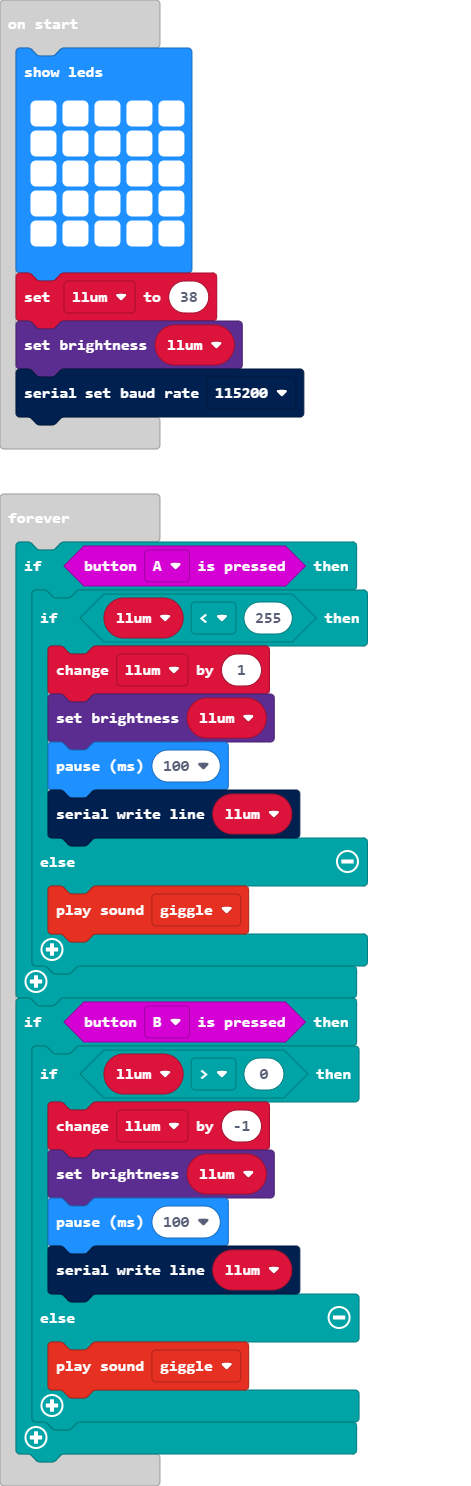 on start
show leds
set llum to 38
set brightness llum
serial set baud rate 115200
forever
if button A is pressed then
if llum < 255 then
change llum by 1
set brightness llum
pause (ms) 100
serial write line llum
else
play sound giggle
if button B is pressed then
if llum > 0 then
change llum by -1
set brightness llum
pause (ms) 100
serial write line llum
else
play sound giggle